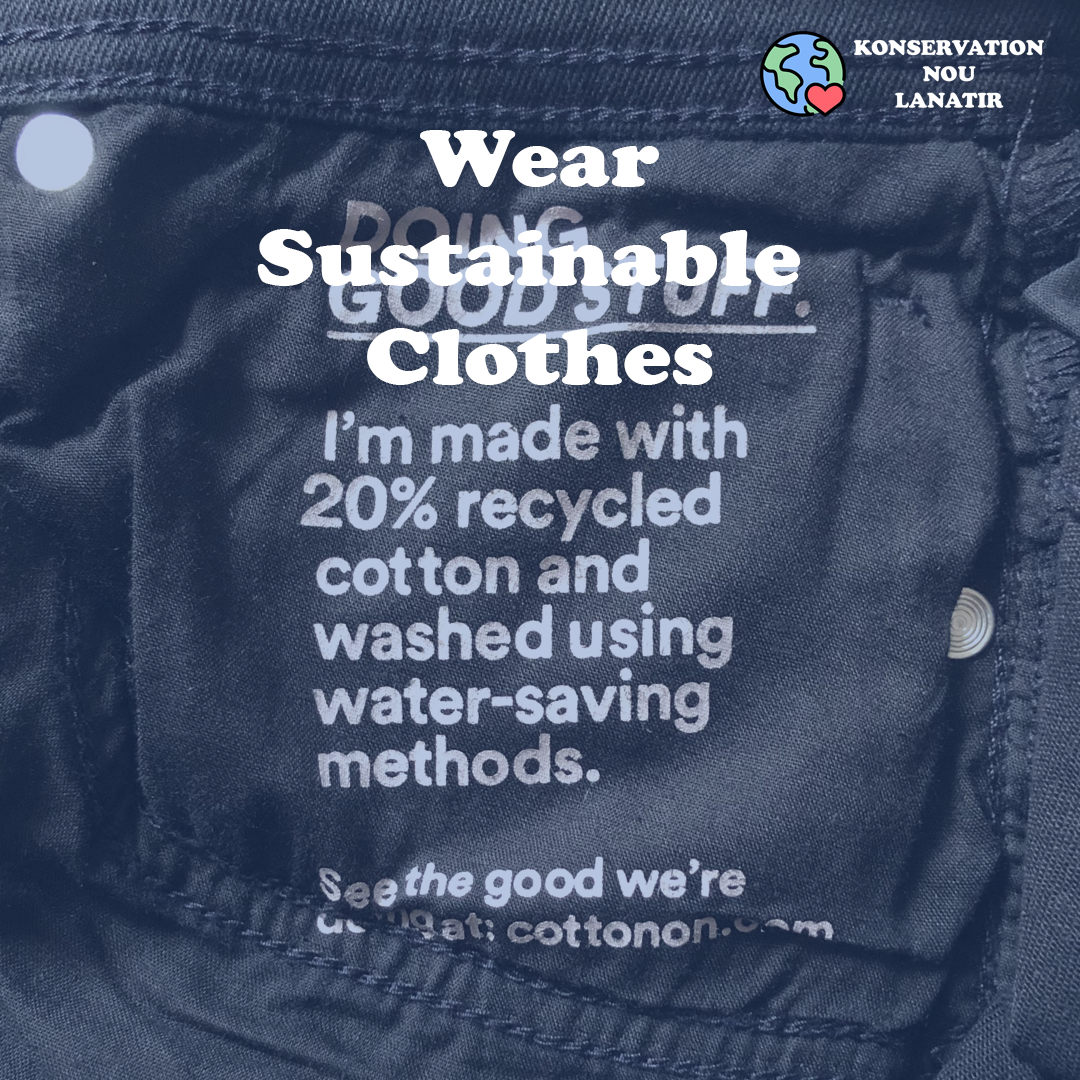 KONSERVATION
NOU
LANATIR
Wear
DOING
Sustainable
GOOD STUFF.
Clothes
I'm made with
20% recycled
cotton and
washed using
water-saving
methods.
See the good we're
at: cottonon.com